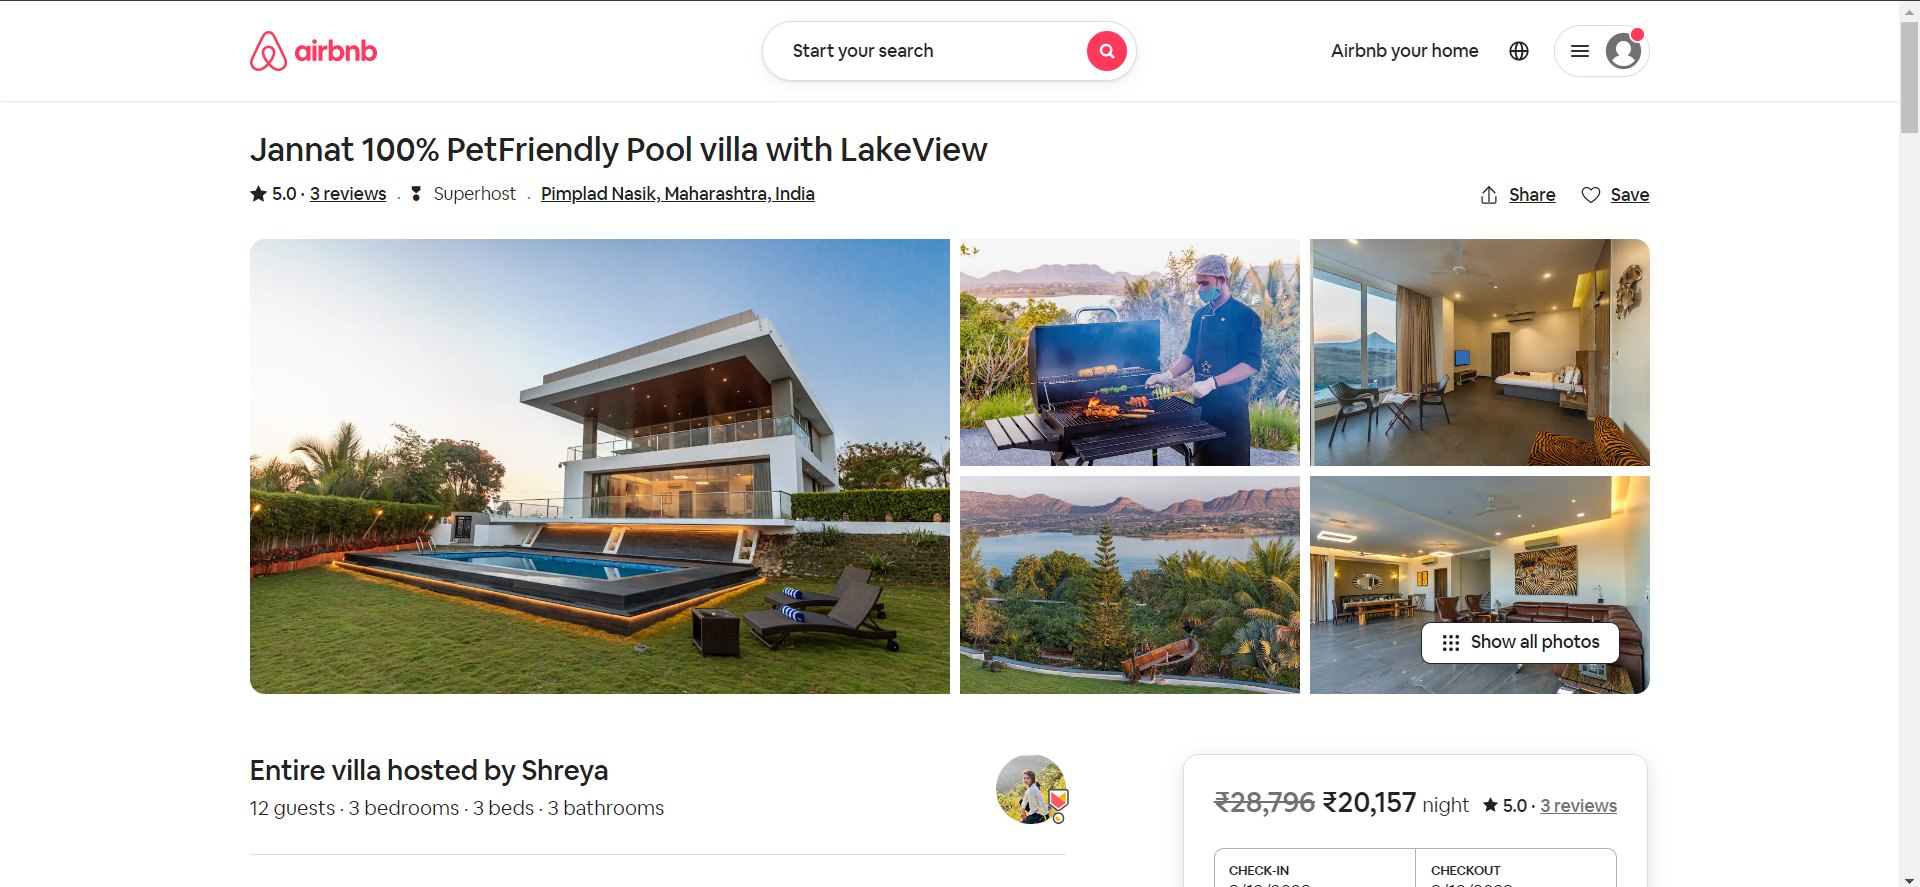 airbnb
Start your search
Airbnb your home
Jannat 100% PetFriendly Pool villa with LakeView
5.0 · 3 reviews . Superhost . Pimplad Nasik, Maharashtra, India
Share
Save
Show all photos
Entire villa hosted by Shreya
12 guests · 3 bedrooms · 3 beds · 3 bathrooms
₹28,796 ₹20,157 night 5.0 · 3 reviews
CHECK-IN
CHECKOUT